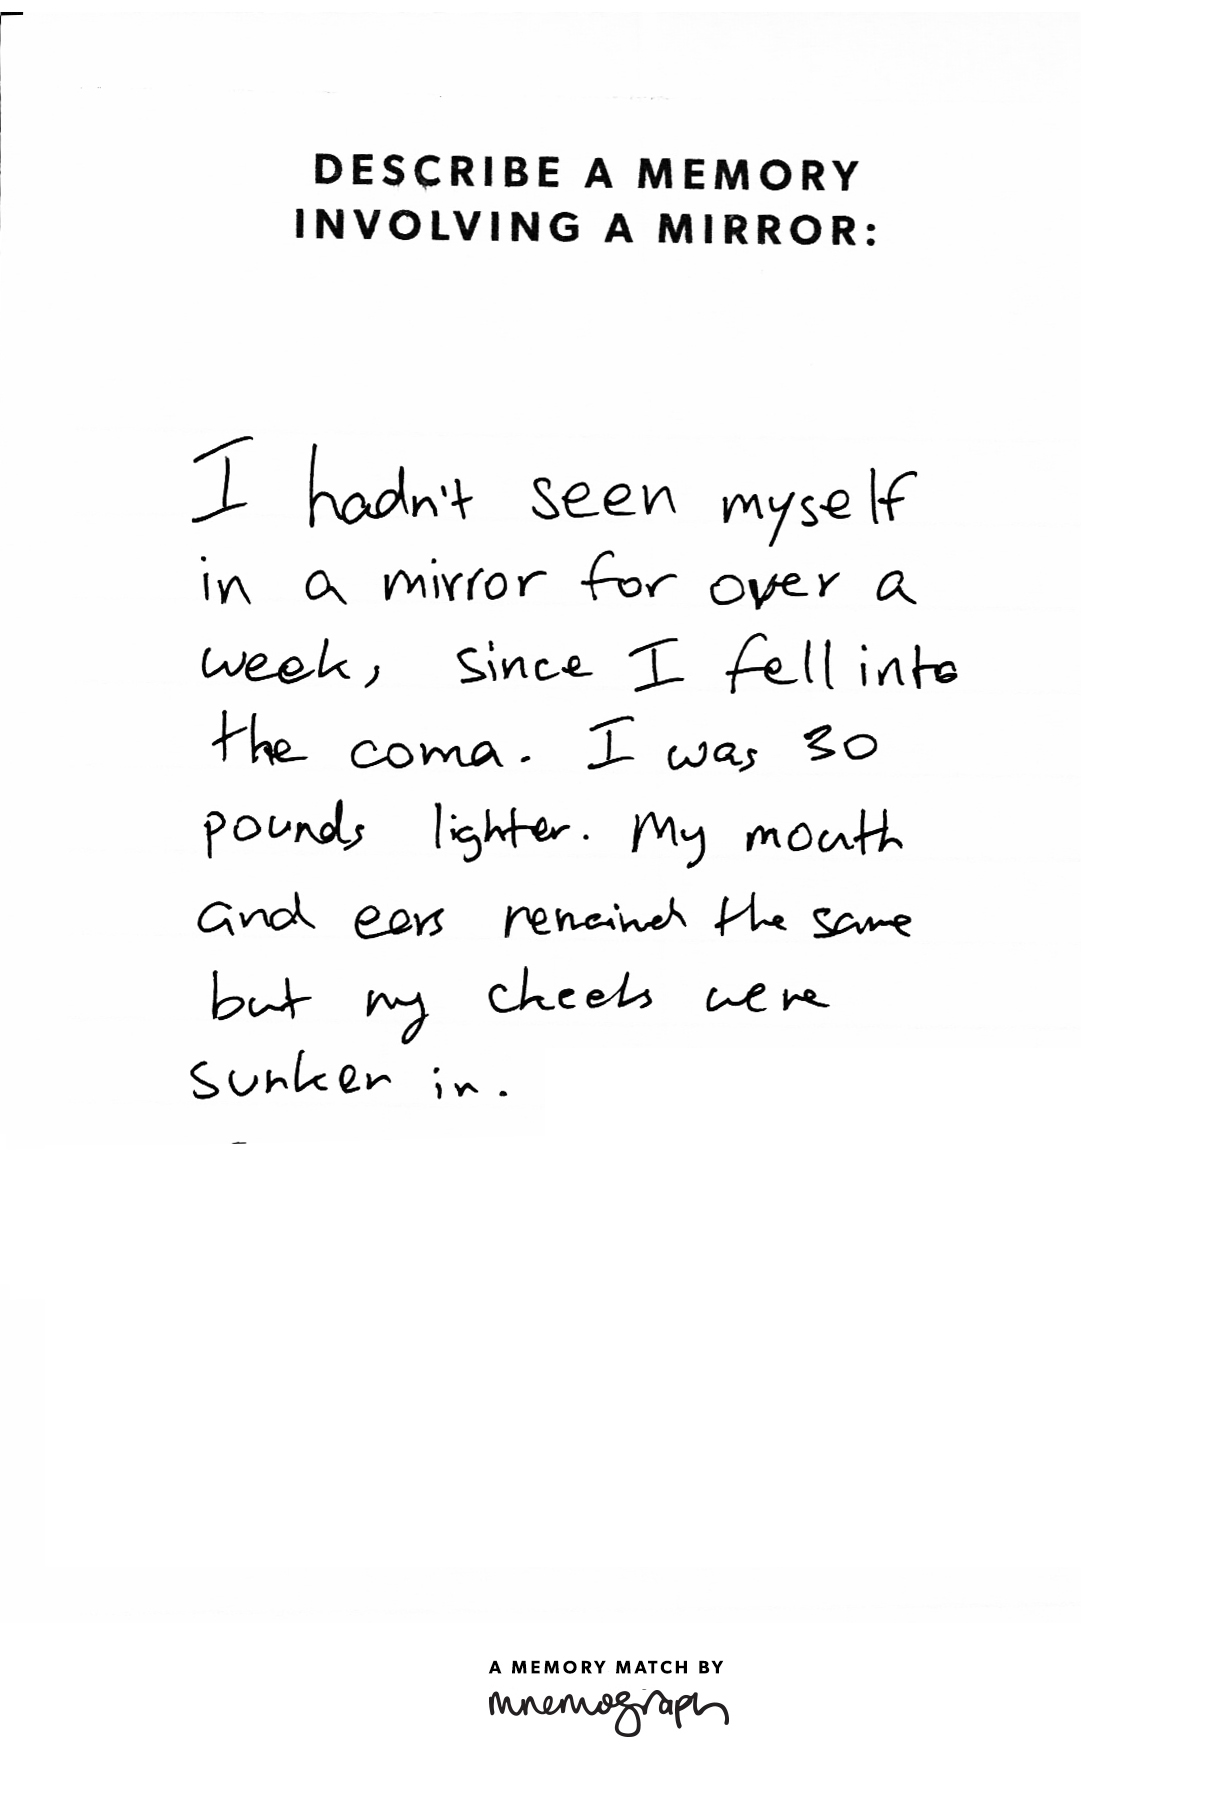 DESCRIBE A MEMORY
INVOLVING A MIRROR:
I hadn't seen myself
in a mirror for over a
week, since I fell into
the coma. I was 30
pounds lighter. My mouth
and ears remained the same
but my cheeks were
sunken in.
A MEMORY MATCH BY
mnemograph